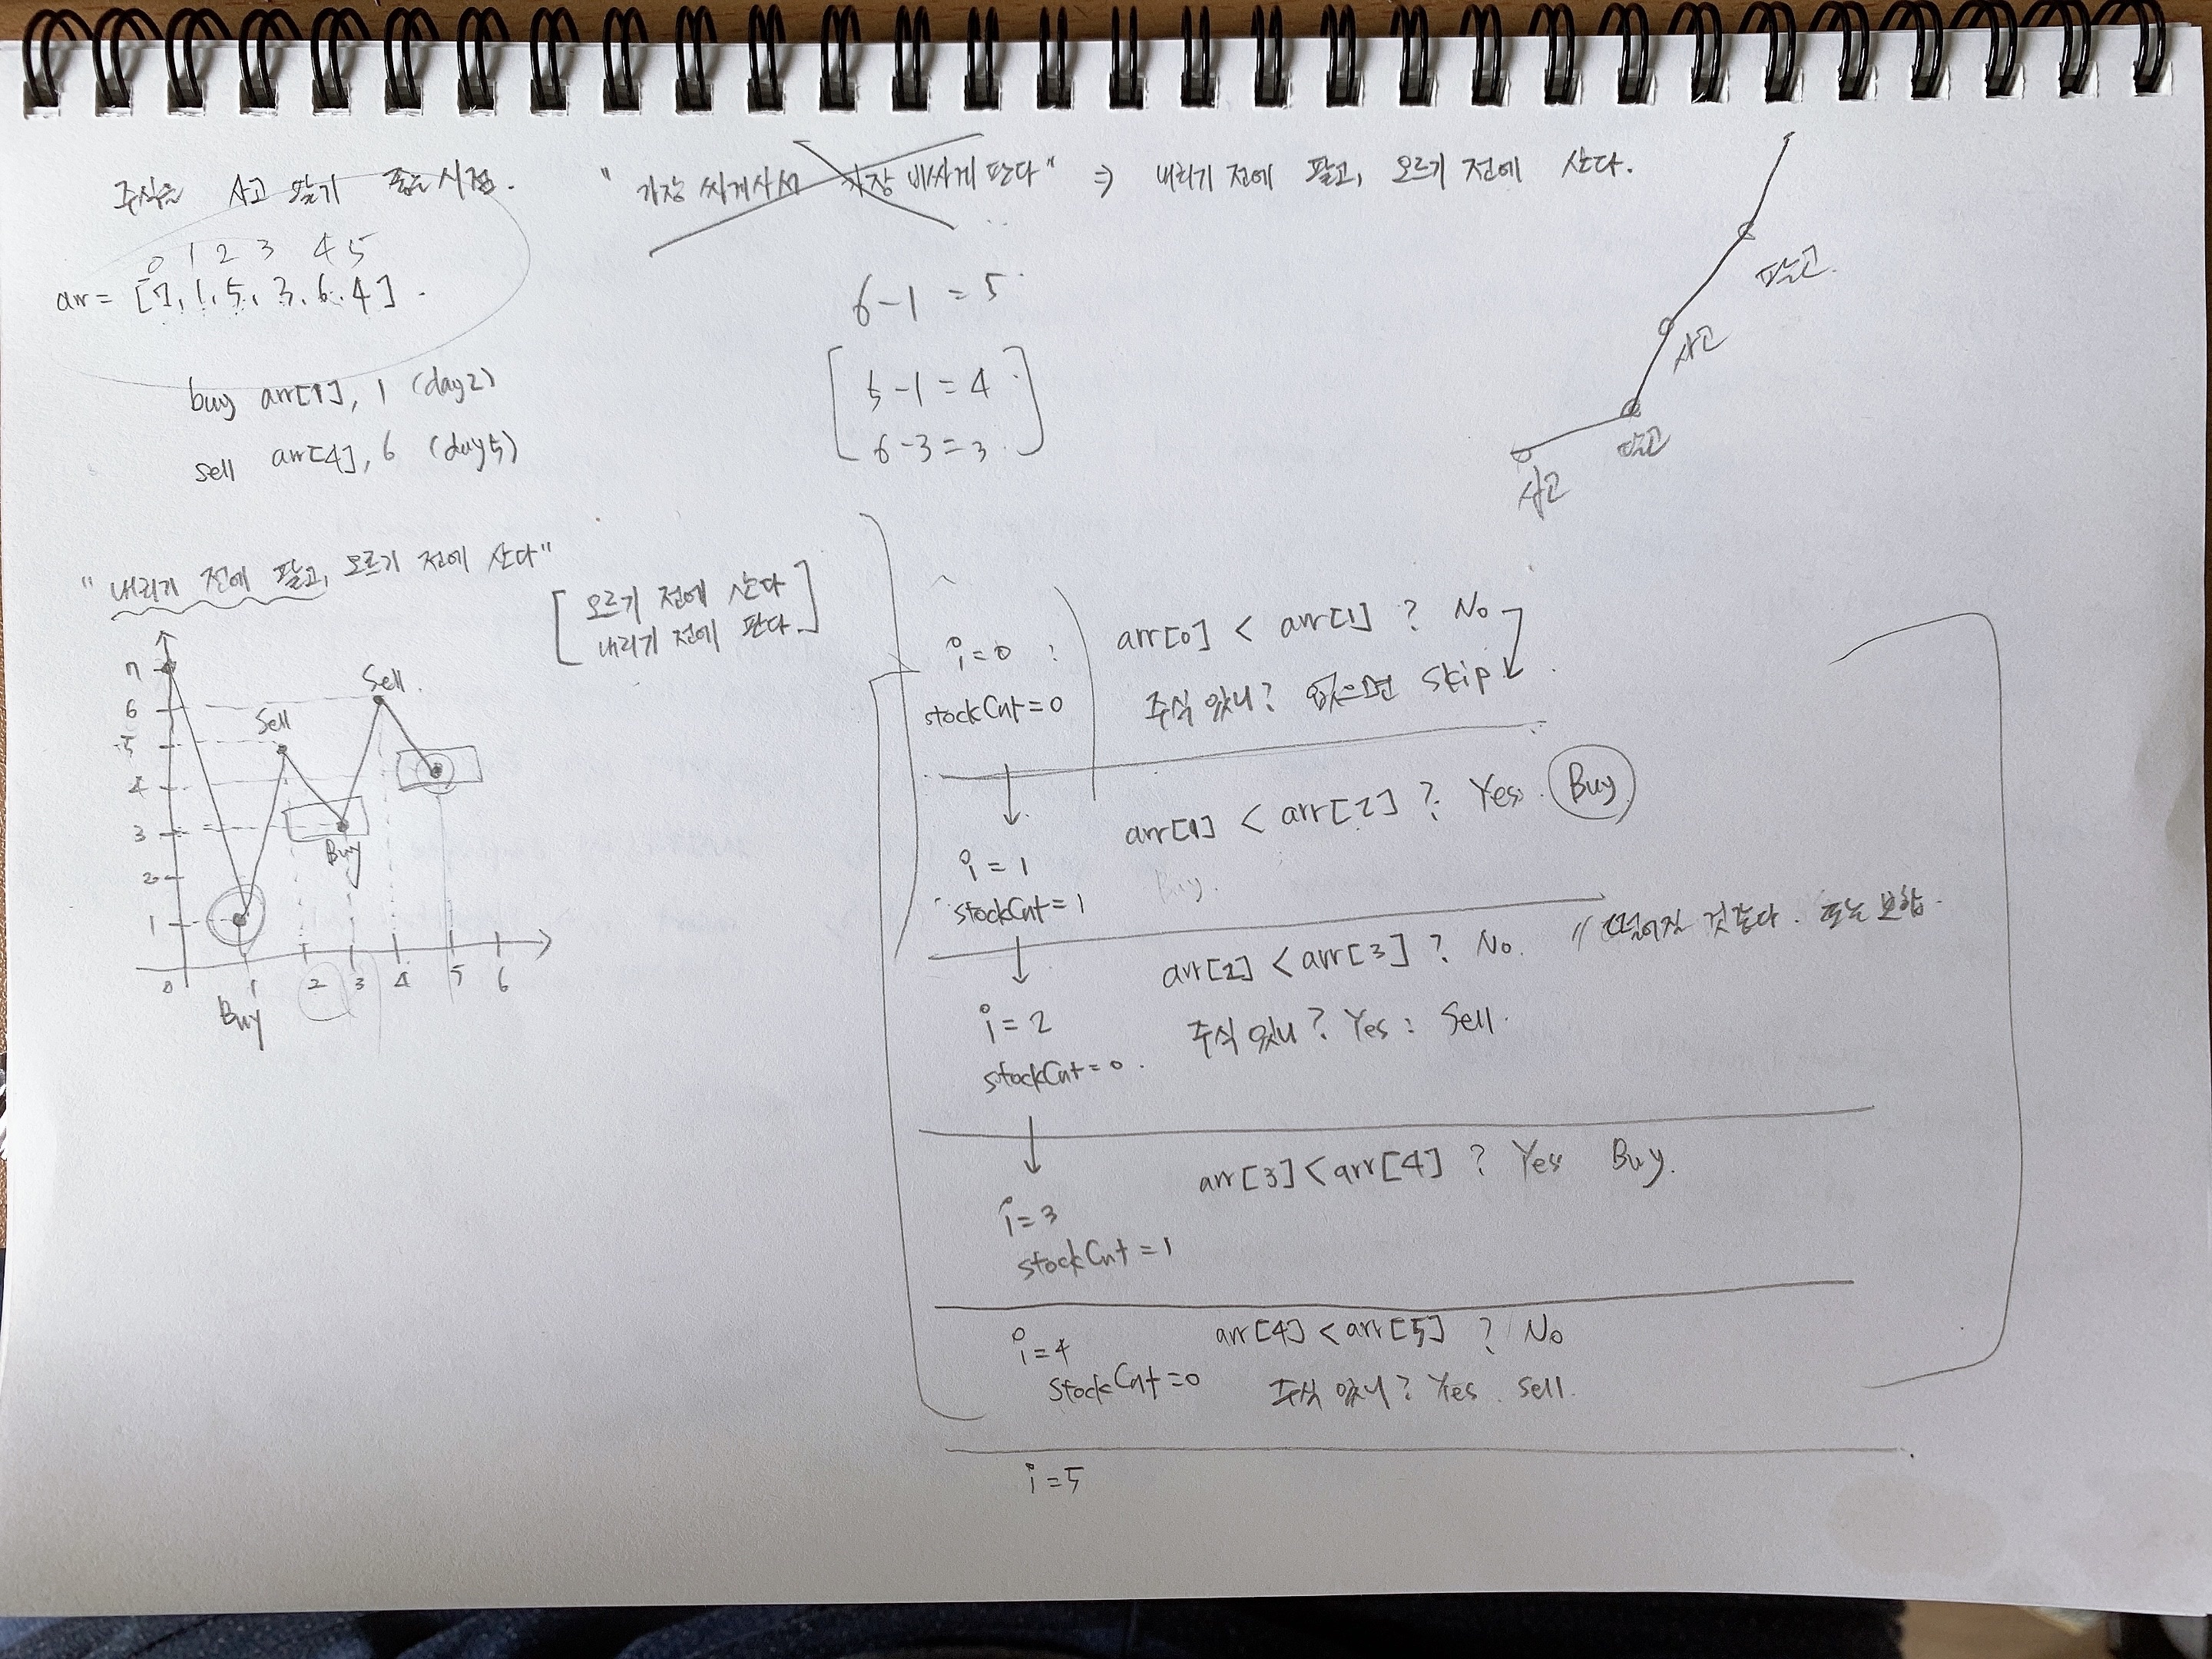 주식을 사고 팔기 좋은 시점.
"가장 싸게사서 가장 비싸게 판다" ⇒ 내리기 전에 팔고, 오르기 전에 산다.
0 1 2 3 4 5
arr = [7, 1, 5, 3, 6, 4].
buy arr[1], 1 (day2)
sell arr[4], 6 (day5)
6-1 = 5
5-1 = 4
6-3 = 3
팔고.
사고
팔고
사고
"내리기 전에 팔고, 오르기 전에 산다"
오르기 전에 산다
내리기 전에 판다.
7
6
5
4
3
2
1
Sell
Sell.
Buy
0 1 2 3 4 5 6
Buy
i=0 : arr[0] < arr[1] ? No
stockCnt=0 주식 있니? 없으면 skip.
i=1 arr[1] < arr[2] ? Yes. Buy
Buy.
stockCnt=1
arr[2] < arr[3] ? No. // 떨어질 것 같다. 또는 보합.
i=2 주식 있니? Yes: Sell.
stockCnt=0.
arr[3] < arr[4] ? Yes Buy.
i=3
stockCnt=1
i=4 arr[4] < arr[5] ? No
stockCnt=0 주식 있니? Yes. Sell.
i=5